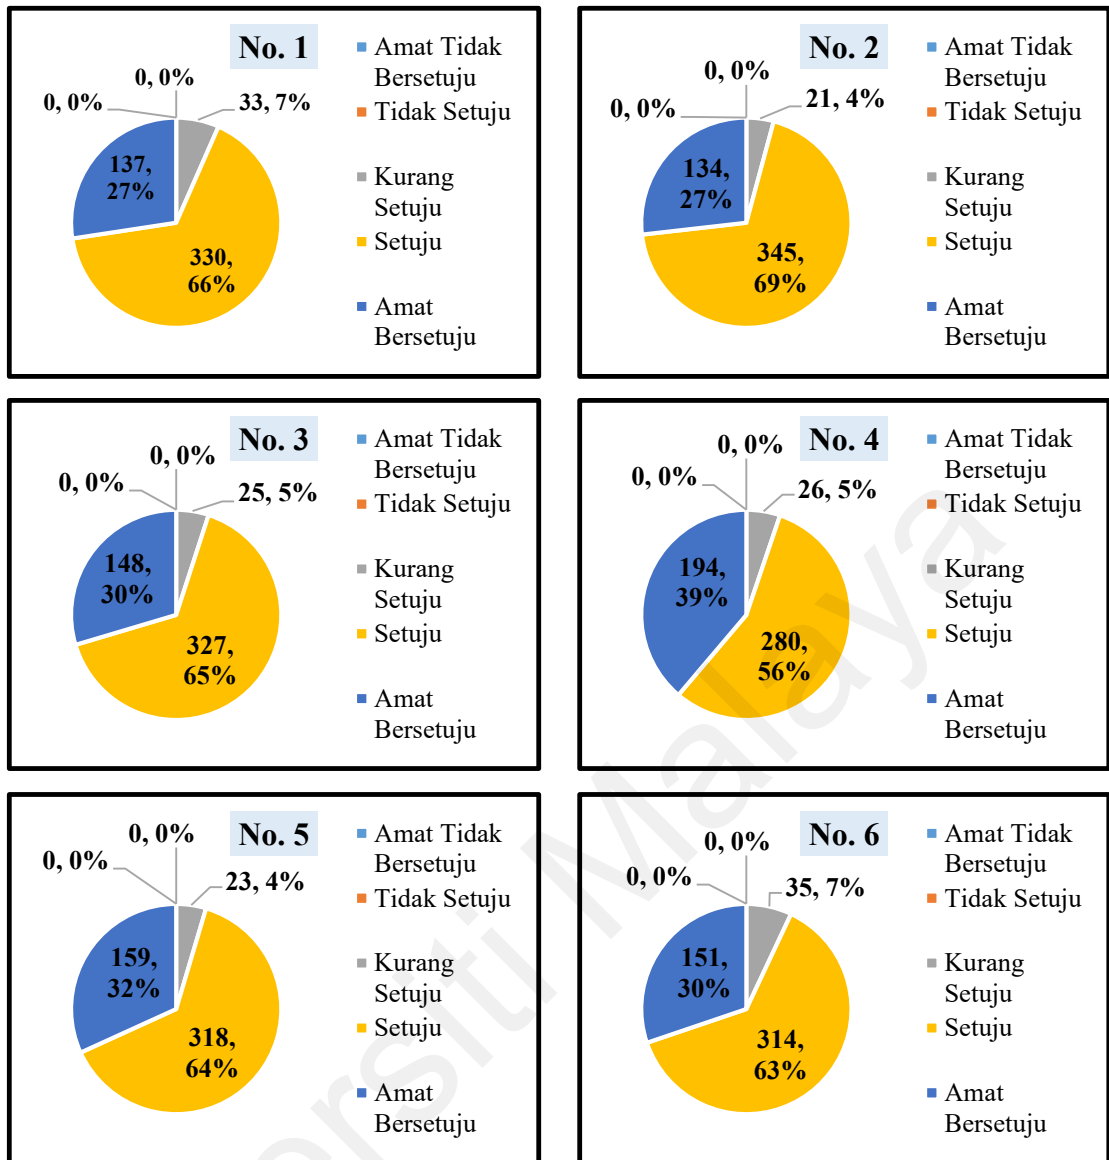 No. 1
0, 0%
0, 0%
33, 7%
137,
27%
330,
66%
Amat Tidak
Bersetuju
Tidak Setuju
Kurang
Setuju
Setuju
Amat
Bersetuju
No. 2
0, 0%
0, 0%
21, 4%
134,
27%
345,
69%
Amat Tidak
Bersetuju
Tidak Setuju
Kurang
Setuju
Setuju
Amat
Bersetuju
No. 3
0, 0%
0, 0%
25, 5%
148,
30%
327,
65%
Amat Tidak
Bersetuju
Tidak Setuju
Kurang
Setuju
Setuju
Amat
Bersetuju
No. 4
0, 0%
0, 0%
26, 5%
194,
39%
280,
56%
Amat Tidak
Bersetuju
Tidak Setuju
Kurang
Setuju
Setuju
Amat
Bersetuju
No. 5
0, 0%
0, 0%
23, 4%
159,
32%
318,
64%
Amat Tidak
Bersetuju
Tidak Setuju
Kurang
Setuju
Setuju
Amat
Bersetuju
No. 6
0, 0%
0, 0%
35, 7%
151,
30%
314,
63%
Amat Tidak
Bersetuju
Tidak Setuju
Kurang
Setuju
Setuju
Amat
Bersetuju
ersiti Malaya